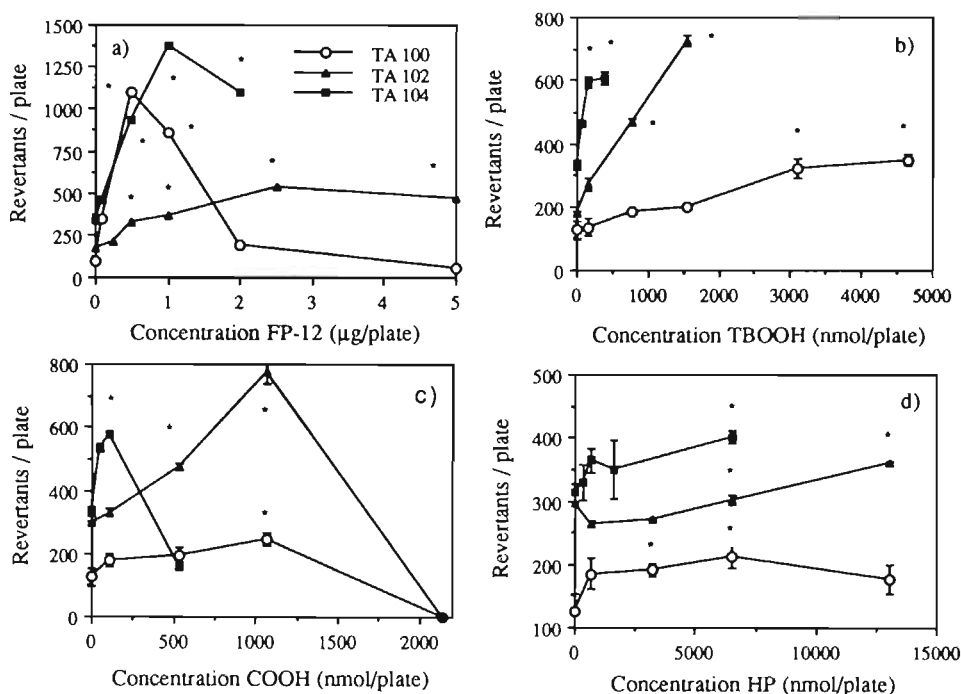 a)
TA 100
TA 102
TA 104
Revertants / plate
1500
1250
1000
750
500
250
0
0 1 2 3 4 5
Concentration FP-12 (µg/plate)
b)
Revertants / plate
800
600
400
200
0
0 1000 2000 3000 4000 5000
Concentration TBOOH (nmol/plate)
c)
Revertants / plate
800
600
400
200
0
0 500 1000 1500 2000
Concentration COOH (nmol/plate)
d)
Revertants / plate
500
400
300
200
100
0 5000 10000 15000
Concentration HP (nmol/plate)